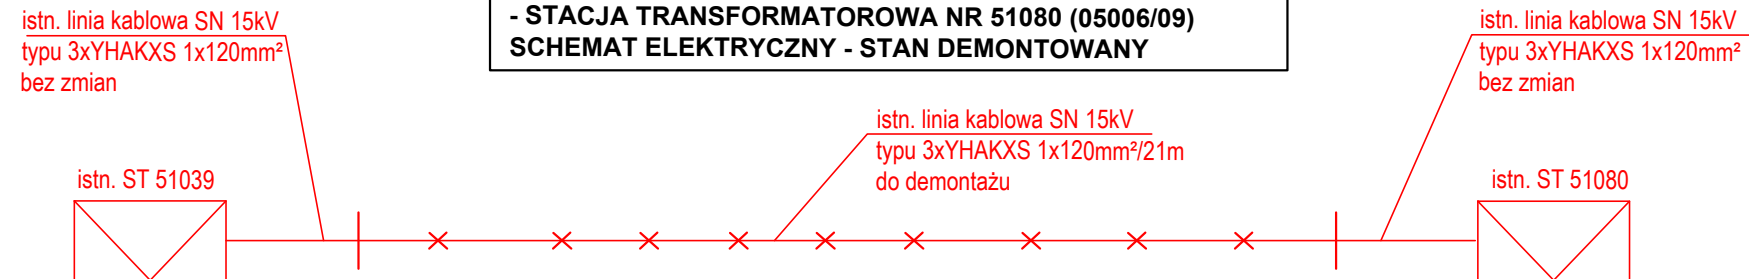 istn. linia kablowa SN 15kV
typu 3xYHAKXS 1x120mm²
bez zmian
- STACJA TRANSFORMATOROWA NR 51080 (05006/09)
SCHEMAT ELEKTRYCZNY - STAN DEMONTOWANY
istn. linia kablowa SN 15kV
typu 3xYHAKXS 1x120mm²
bez zmian
istn. linia kablowa SN 15kV
typu 3xYHAKXS 1x120mm²/21m
do demontażu
istn. ST 51039
istn. ST 51080